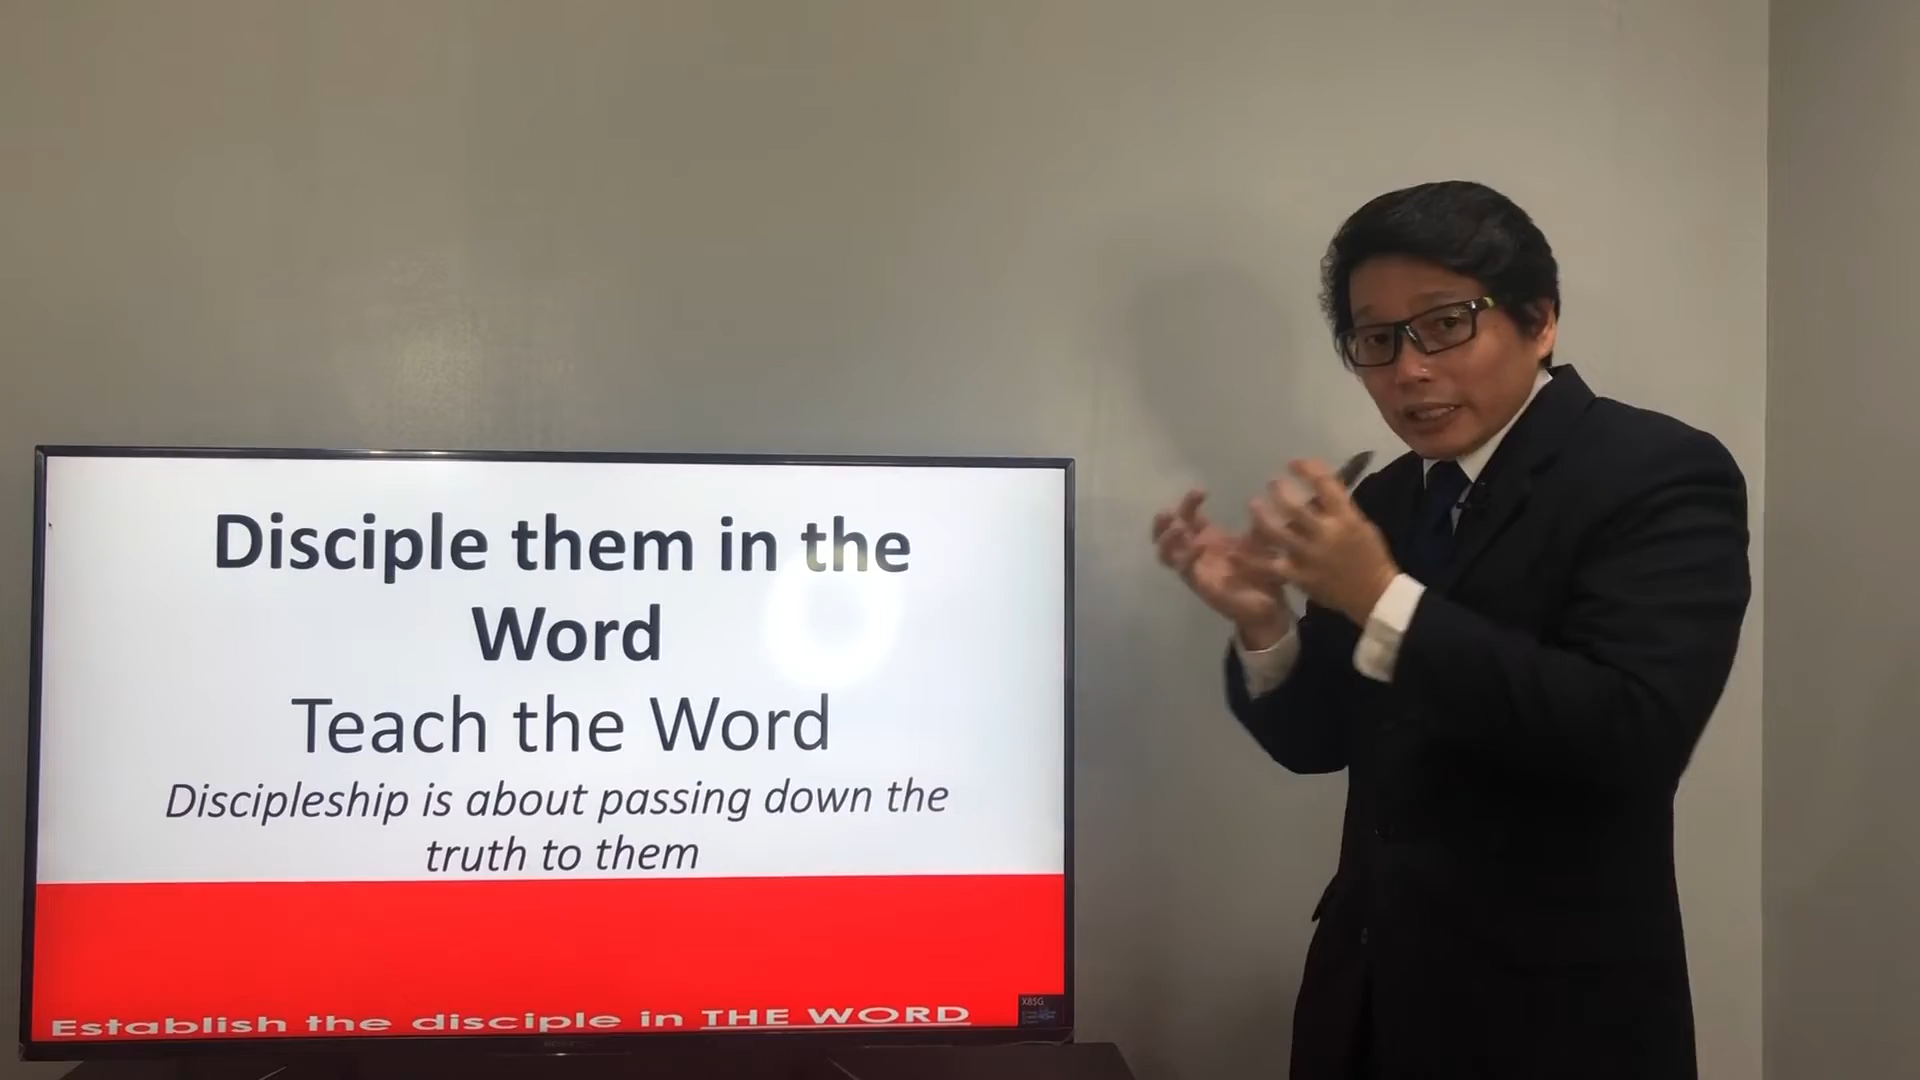 Disciple them in the
Word
Teach the Word
Discipleship is about passing down the
truth to them
Establish the disciple in THE WORD
X85G